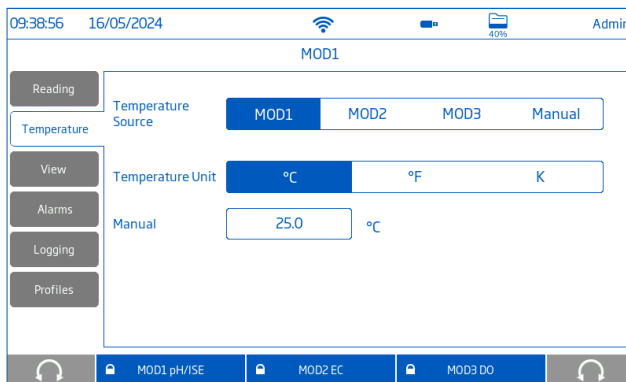 09:38:56 16/05/2024 40% Admin
MOD1
Reading
Temperature
View
Alarms
Logging
Profiles
Temperature
Source
MOD1 MOD2 MOD3 Manual
Temperature Unit °C °F K
Manual 25.0 °C
MOD1 pH/ISE MOD2 EC MOD3 DO